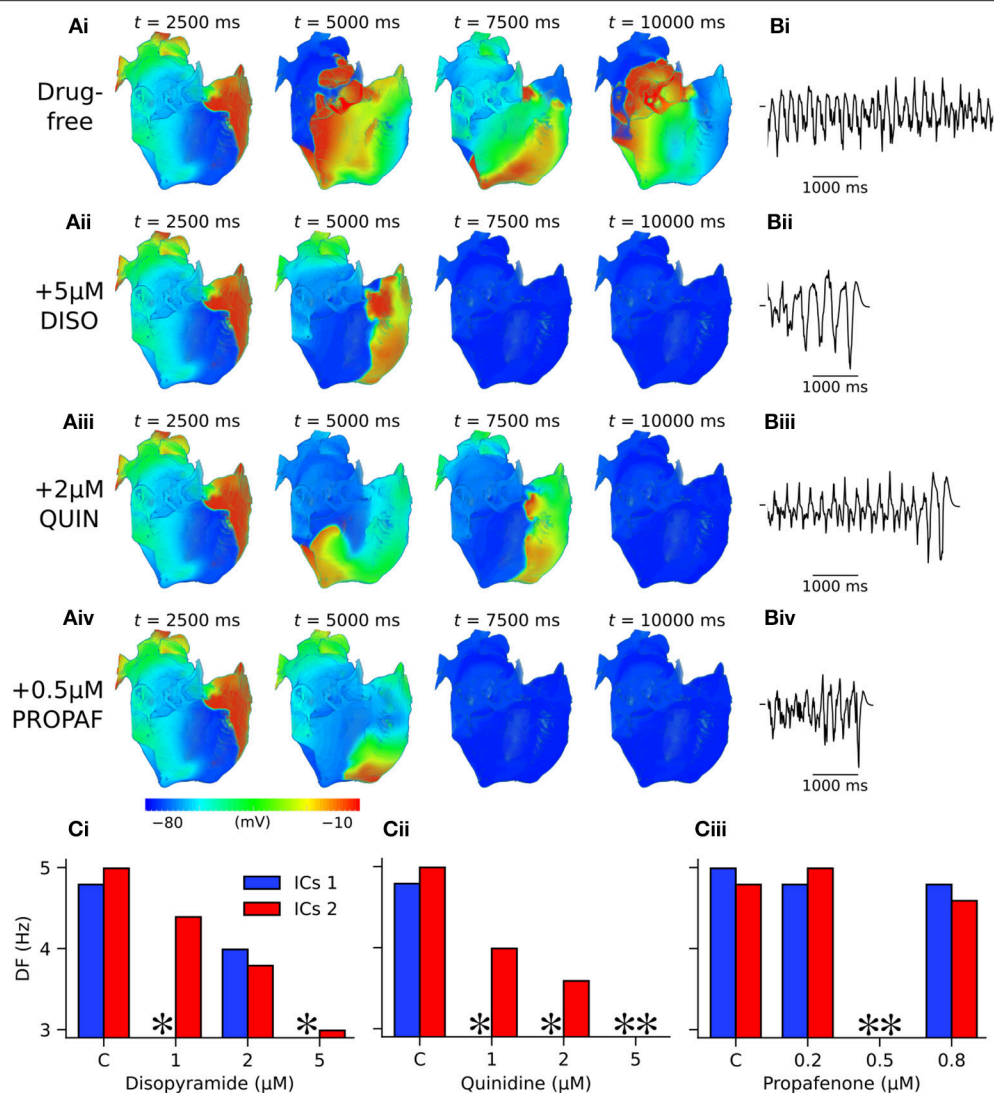 Ai
Bi
t = 2500 ms
t = 5000 ms
t = 7500 ms
t = 10000 ms
Drug-
free
1000 ms
Aii
Bii
t = 2500 ms
t = 5000 ms
t = 7500 ms
t = 10000 ms
+5μM
DISO
1000 ms
Aiii
Biii
t = 2500 ms
t = 5000 ms
t = 7500 ms
t = 10000 ms
+2μM
QUIN
1000 ms
Aiv
Biv
t = 2500 ms
t = 5000 ms
t = 7500 ms
t = 10000 ms
+0.5μM
PROPAF
1000 ms
−80 (mV) −10
Ci
Cii
Ciii
5
4
3
DF (Hz)
ICs 1
ICs 2
* *
* * **
**
C 1 2 5
Disopyramide (μM)
C 1 2 5
Quinidine (μM)
C 0.2 0.5 0.8
Propafenone (μM)